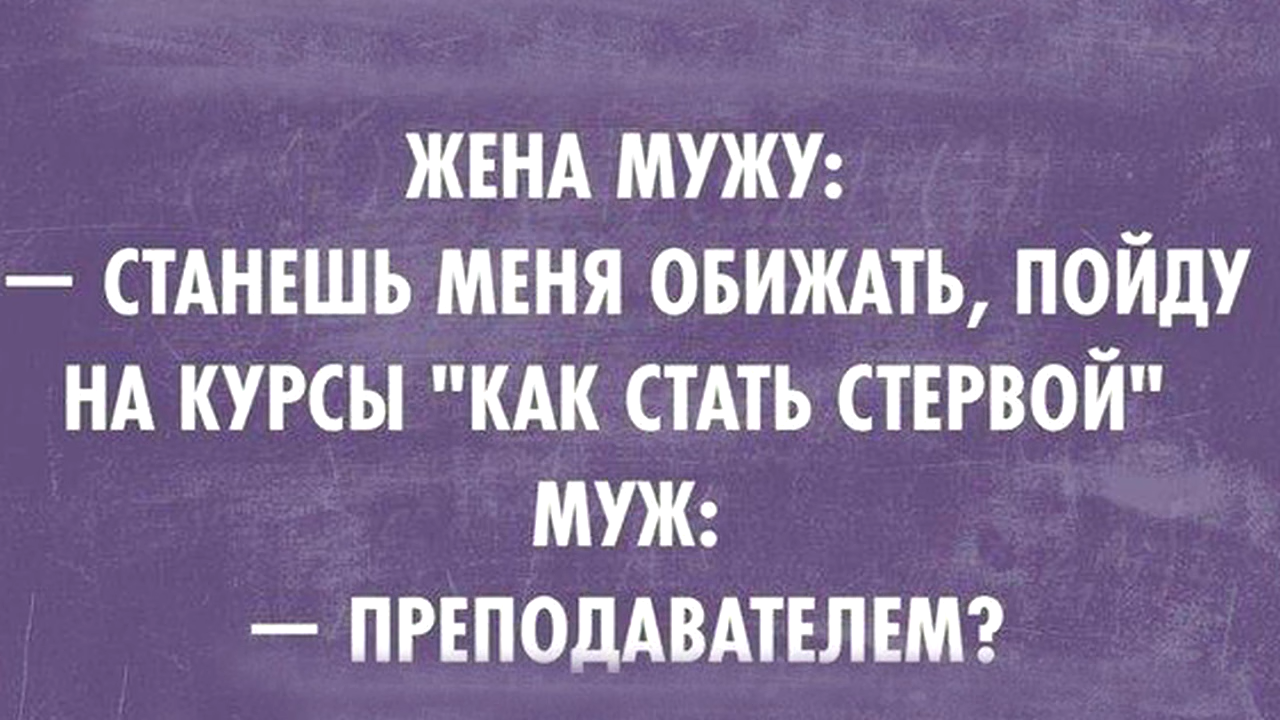 ЖЕНА МУЖУ:
— СТАНЕШЬ МЕНЯ ОБИЖАТЬ, ПОЙДУ
НА КУРСЫ "КАК СТАТЬ СТЕРВОЙ"
МУЖ:
— ПРЕПОДАВАТЕЛЕМ?